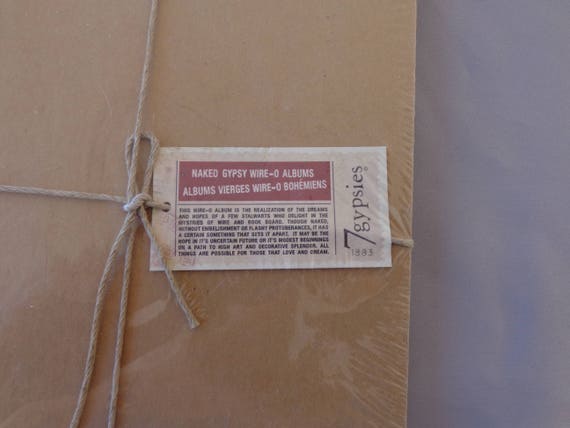 NAKED GYPSY WIRE-O ALBUMS
ALBUMS VIERGES WIRE-O BOHÉMIENS
THIS WIRE-O ALBUM IS THE REALIZATION OF THE DREAMS
AND HOPES OF A FEW STALWARTS WHO DELIGHT IN THE
MYSTERIES OF WIRE AND BOOK BOARD. THOUGH NAKED,
WITHOUT EMBELISHMENT OR FLASHY PROTUBERANCES, IT HAS
A CERTAIN SOMETHING THAT SETS IT APART. IT MAY BE THE
HOPE IN IT'S UNCERTAIN FUTURE OR IT'S MODEST BEGINNINGS
ON A PATH TO HIGH ART AND DECORATIVE SPLENDER. ALL
THINGS ARE POSSIBLE FOR THOSE THAT LOVE AND DREAM.
7gypsies
1883